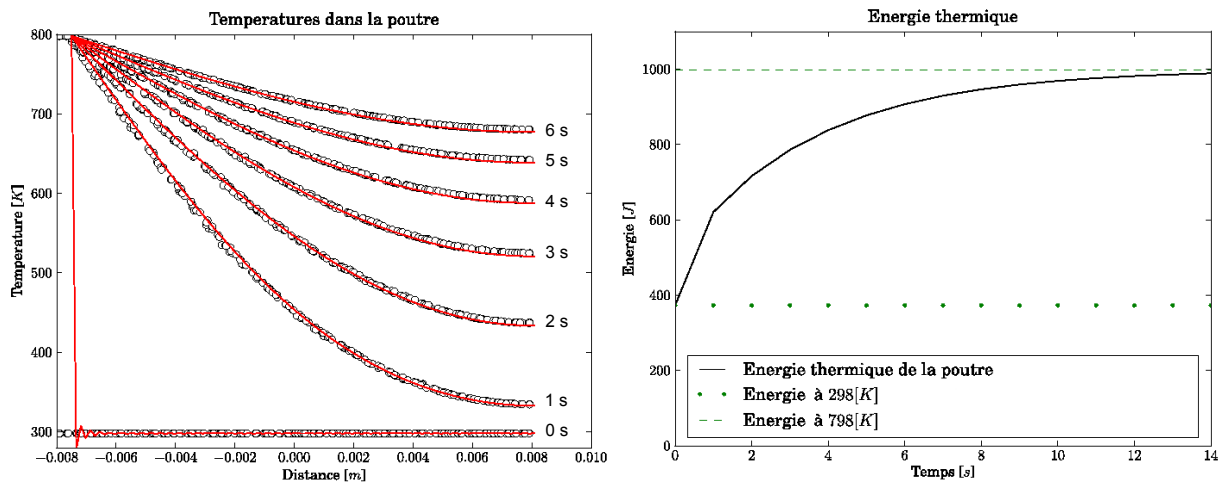 Temperatures dans la poutre
Temperature [K]
800
700
600
500
400
300
6 s
5 s
4 s
3 s
2 s
1 s
0 s
−0.008 −0.006 −0.004 −0.002 0.000 0.002 0.004 0.006 0.008 0.010
Distance [m]
Energie thermique
Energie [J]
1000
800
600
400
200
0
Energie thermique de la poutre
Energie à 298[K]
Energie à 798[K]
0 2 4 6 8 10 12 14
Temps [s]